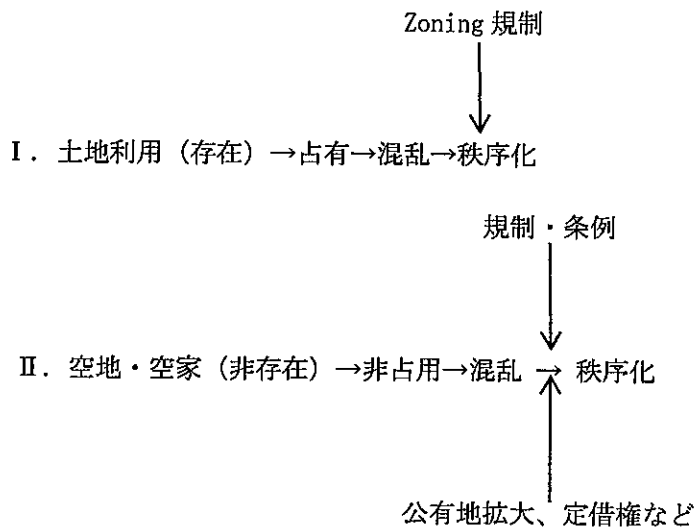 Zoning 規制
Ⅰ．土地利用（存在）→占有→混乱→秩序化
規制・条例
Ⅱ．空地・空家（非存在）→非占用→混乱 → 秩序化
公有地拡大、定借権など